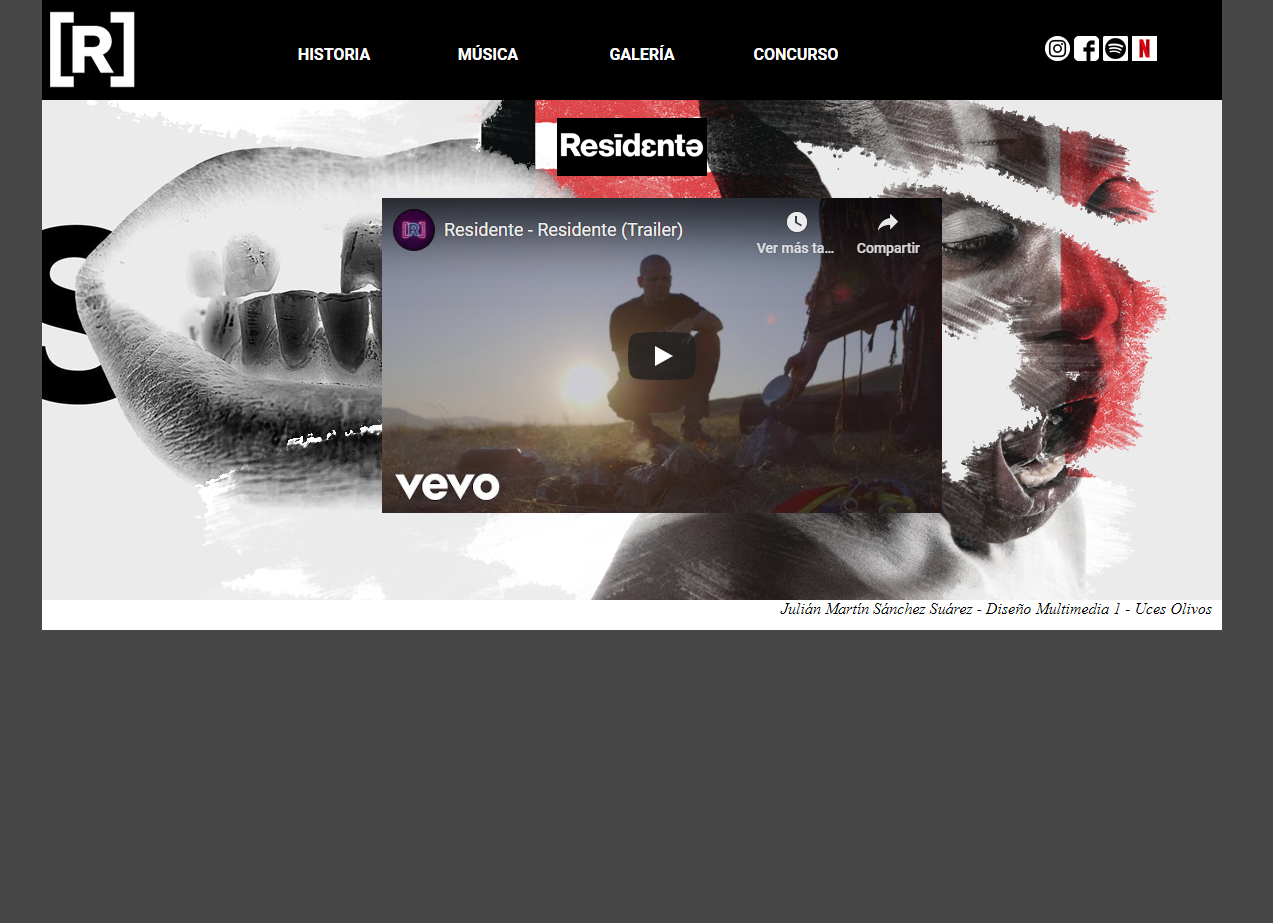 [R]
HISTORIA MÚSICA GALERÍA CONCURSO
N
Residɛntə
[R] Residente - Residente (Trailer) Ver más ta... Compartir
S
vevo
Julián Martín Sánchez Suárez - Diseño Multimedia 1 - Uces Olivos